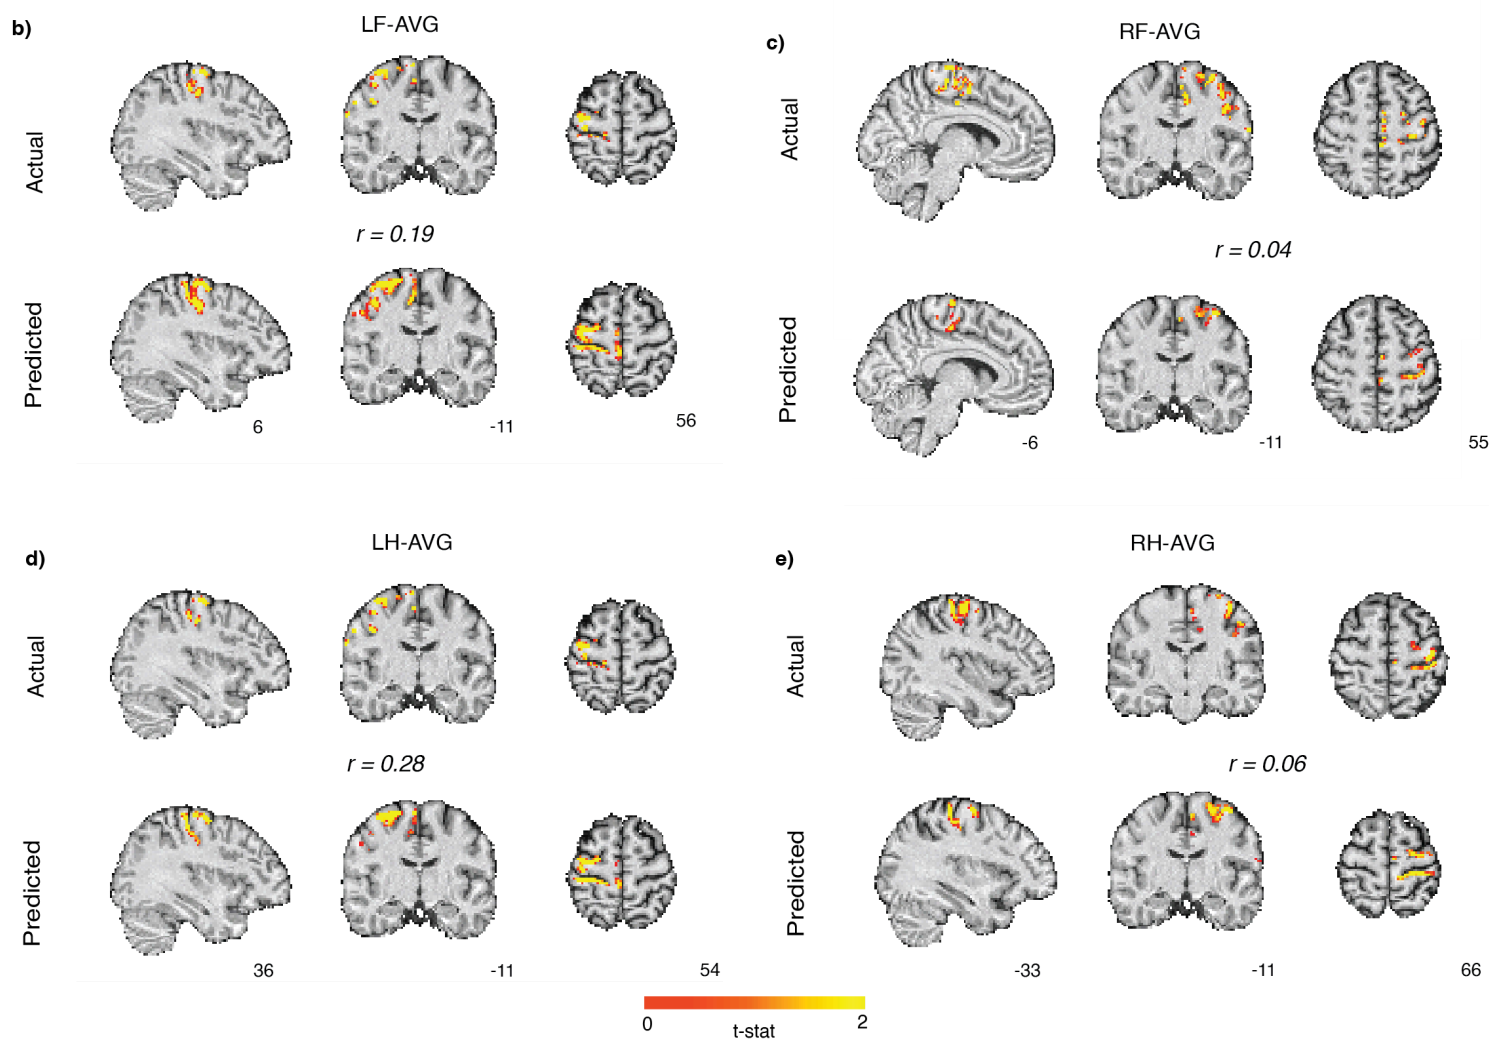 b)
LF-AVG
Actual
r = 0.19
Predicted
6
-11
56
c)
RF-AVG
Actual
r = 0.04
Predicted
-6
-11
55
d)
LH-AVG
Actual
r = 0.28
Predicted
36
-11
54
e)
RH-AVG
Actual
r = 0.06
Predicted
-33
-11
66
0
2
t-stat